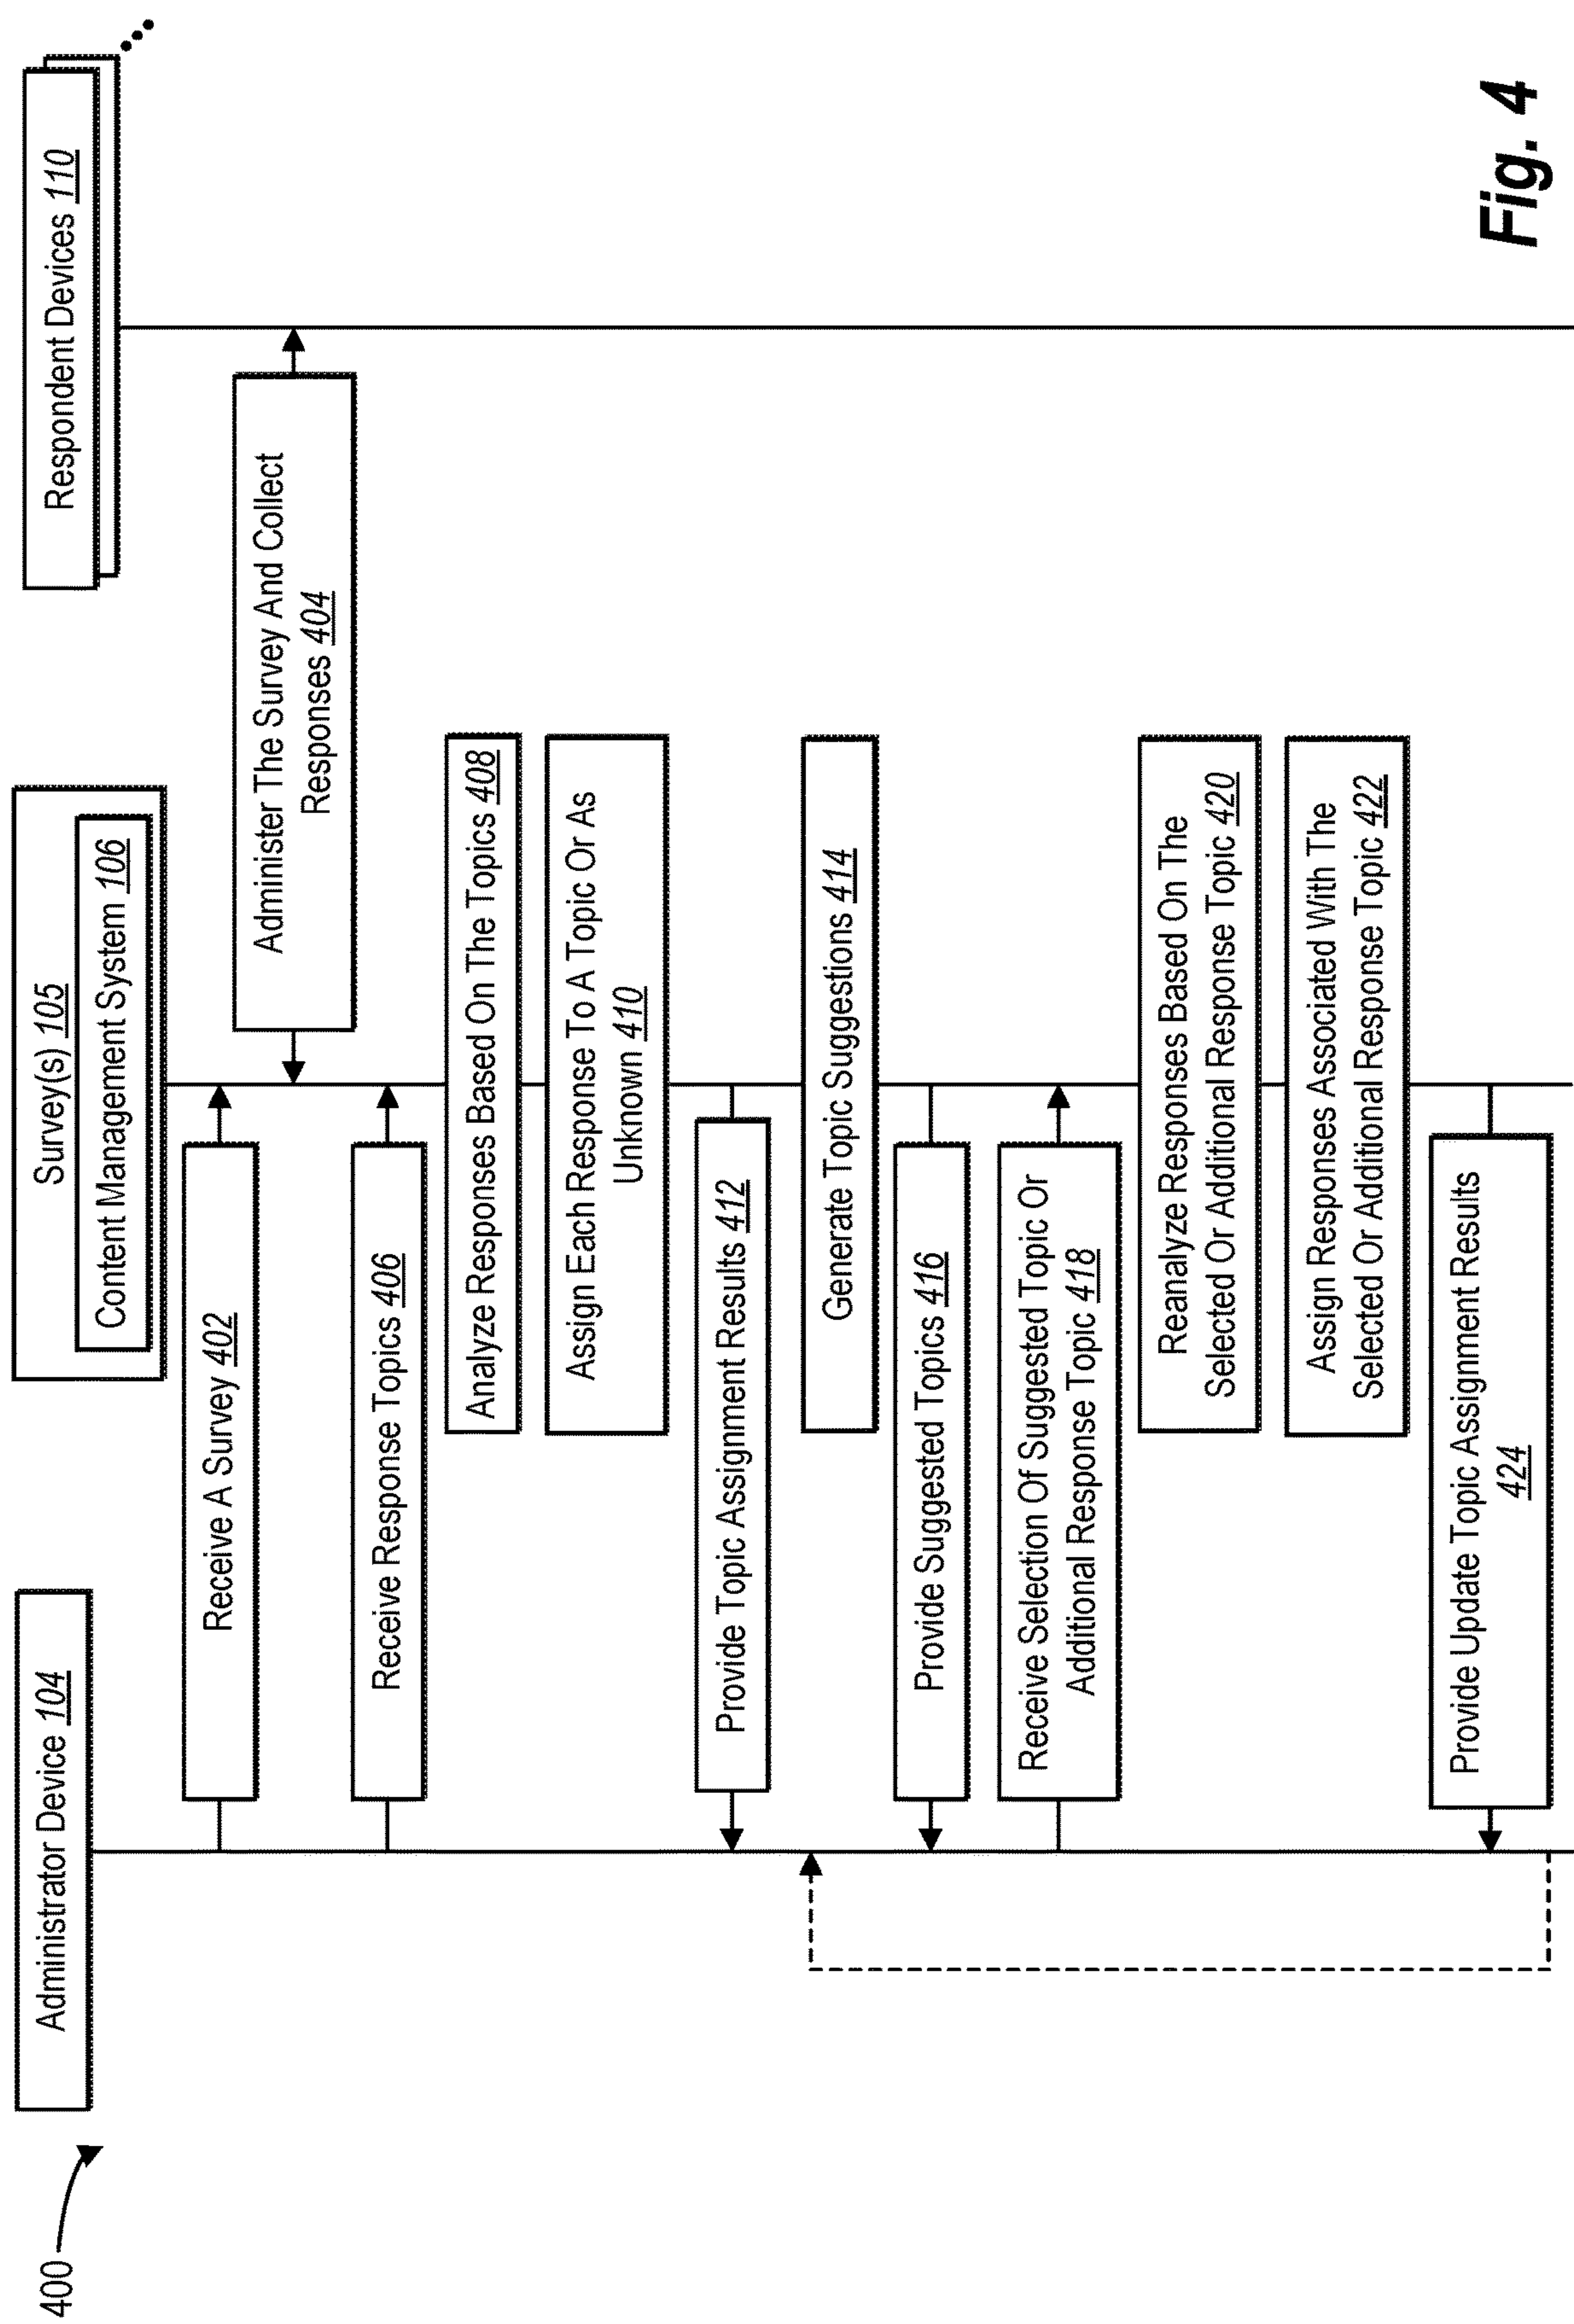 400
Administrator Device 104
Survey(s) 105
Content Management System 106
Respondent Devices 110
Receive A Survey 402
Administer The Survey And Collect
Responses 404
Receive Response Topics 406
Analyze Responses Based On The Topics 408
Assign Each Response To A Topic Or As
Unknown 410
Provide Topic Assignment Results 412
Generate Topic Suggestions 414
Provide Suggested Topics 416
Receive Selection Of Suggested Topic Or
Additional Response Topic 418
Reanalyze Responses Based On The
Selected Or Additional Response Topic 420
Assign Responses Associated With The
Selected Or Additional Response Topic 422
Provide Update Topic Assignment Results
424
Fig. 4